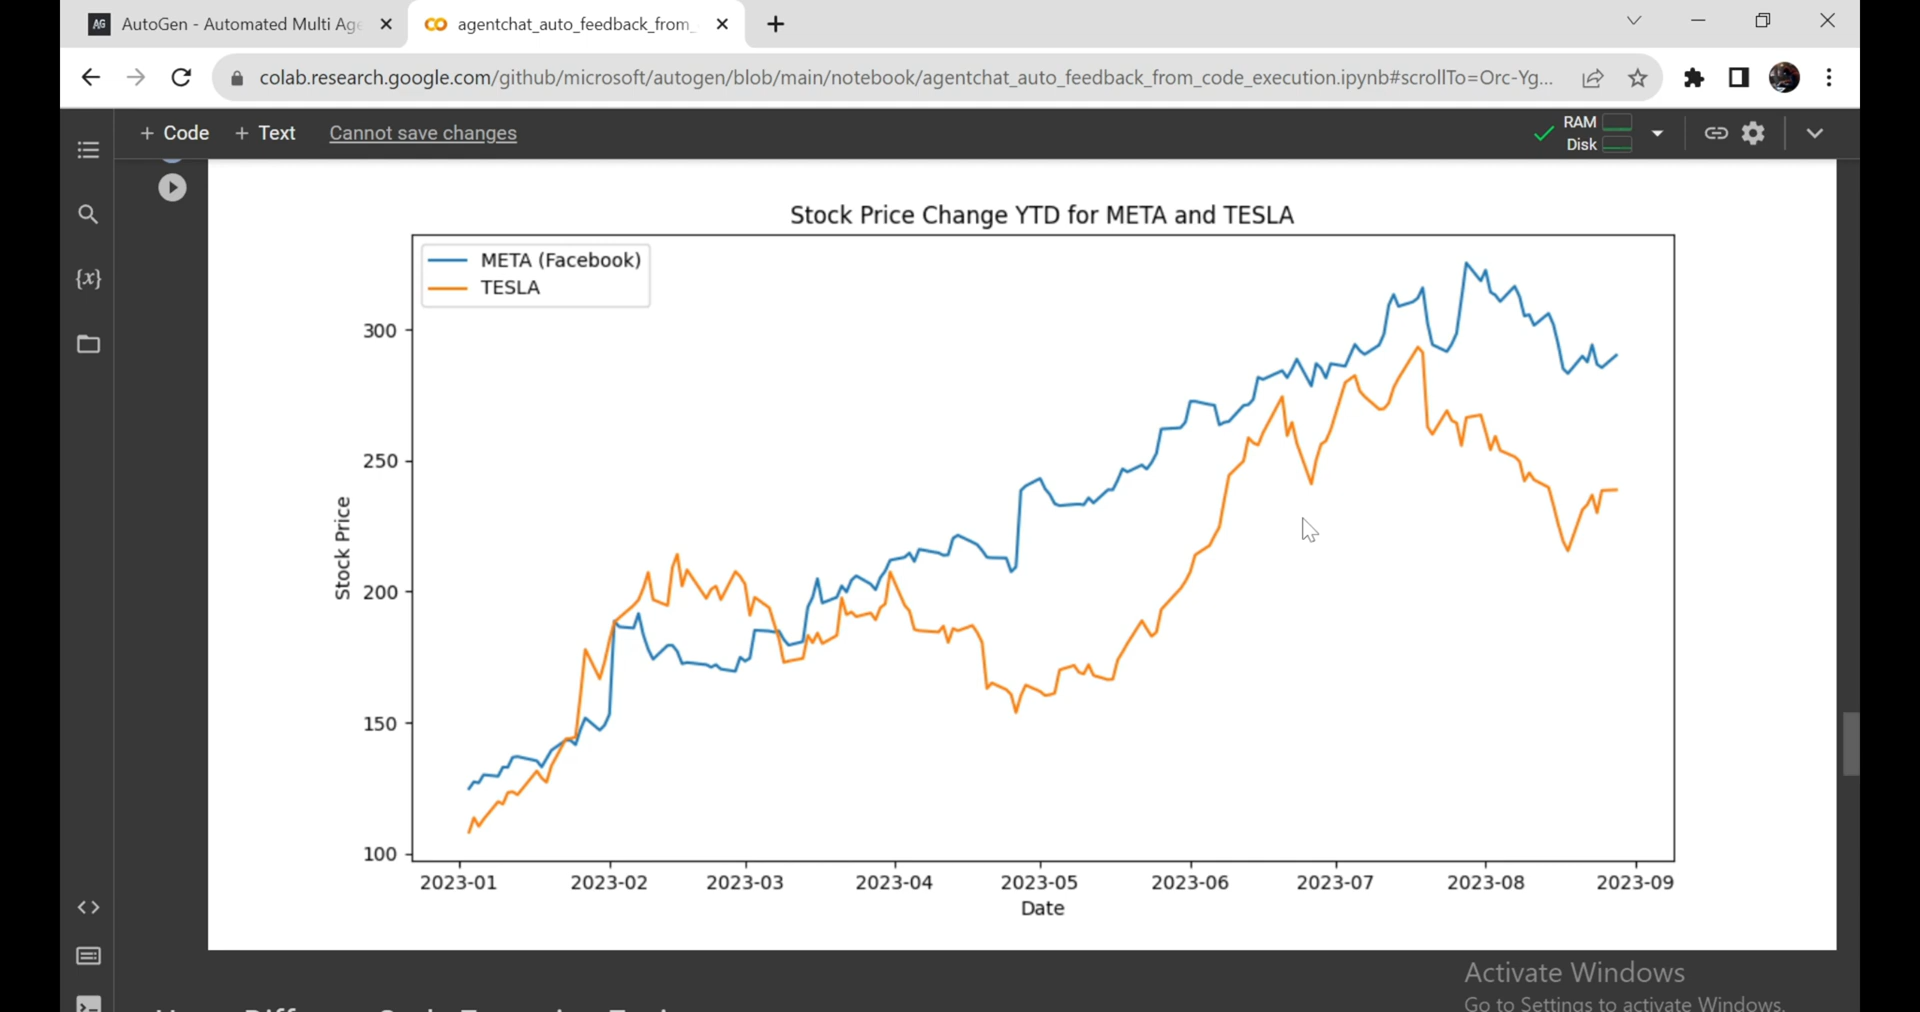 AG AutoGen - Automated Multi Age
agentchat_auto_feedback_from_
colab.research.google.com/github/microsoft/autogen/blob/main/notebook/agentchat_auto_feedback_from_code_execution.ipynb#scrollTo=Orc-Yg...
+ Code + Text Cannot save changes
RAM
Disk
{x}
Stock Price Change YTD for META and TESLA
META (Facebook)
TESLA
300
250
200
150
100
Stock Price
2023-01 2023-02 2023-03 2023-04 2023-05 2023-06 2023-07 2023-08 2023-09
Date
Activate Windows
Go to Settings to activate Windows.